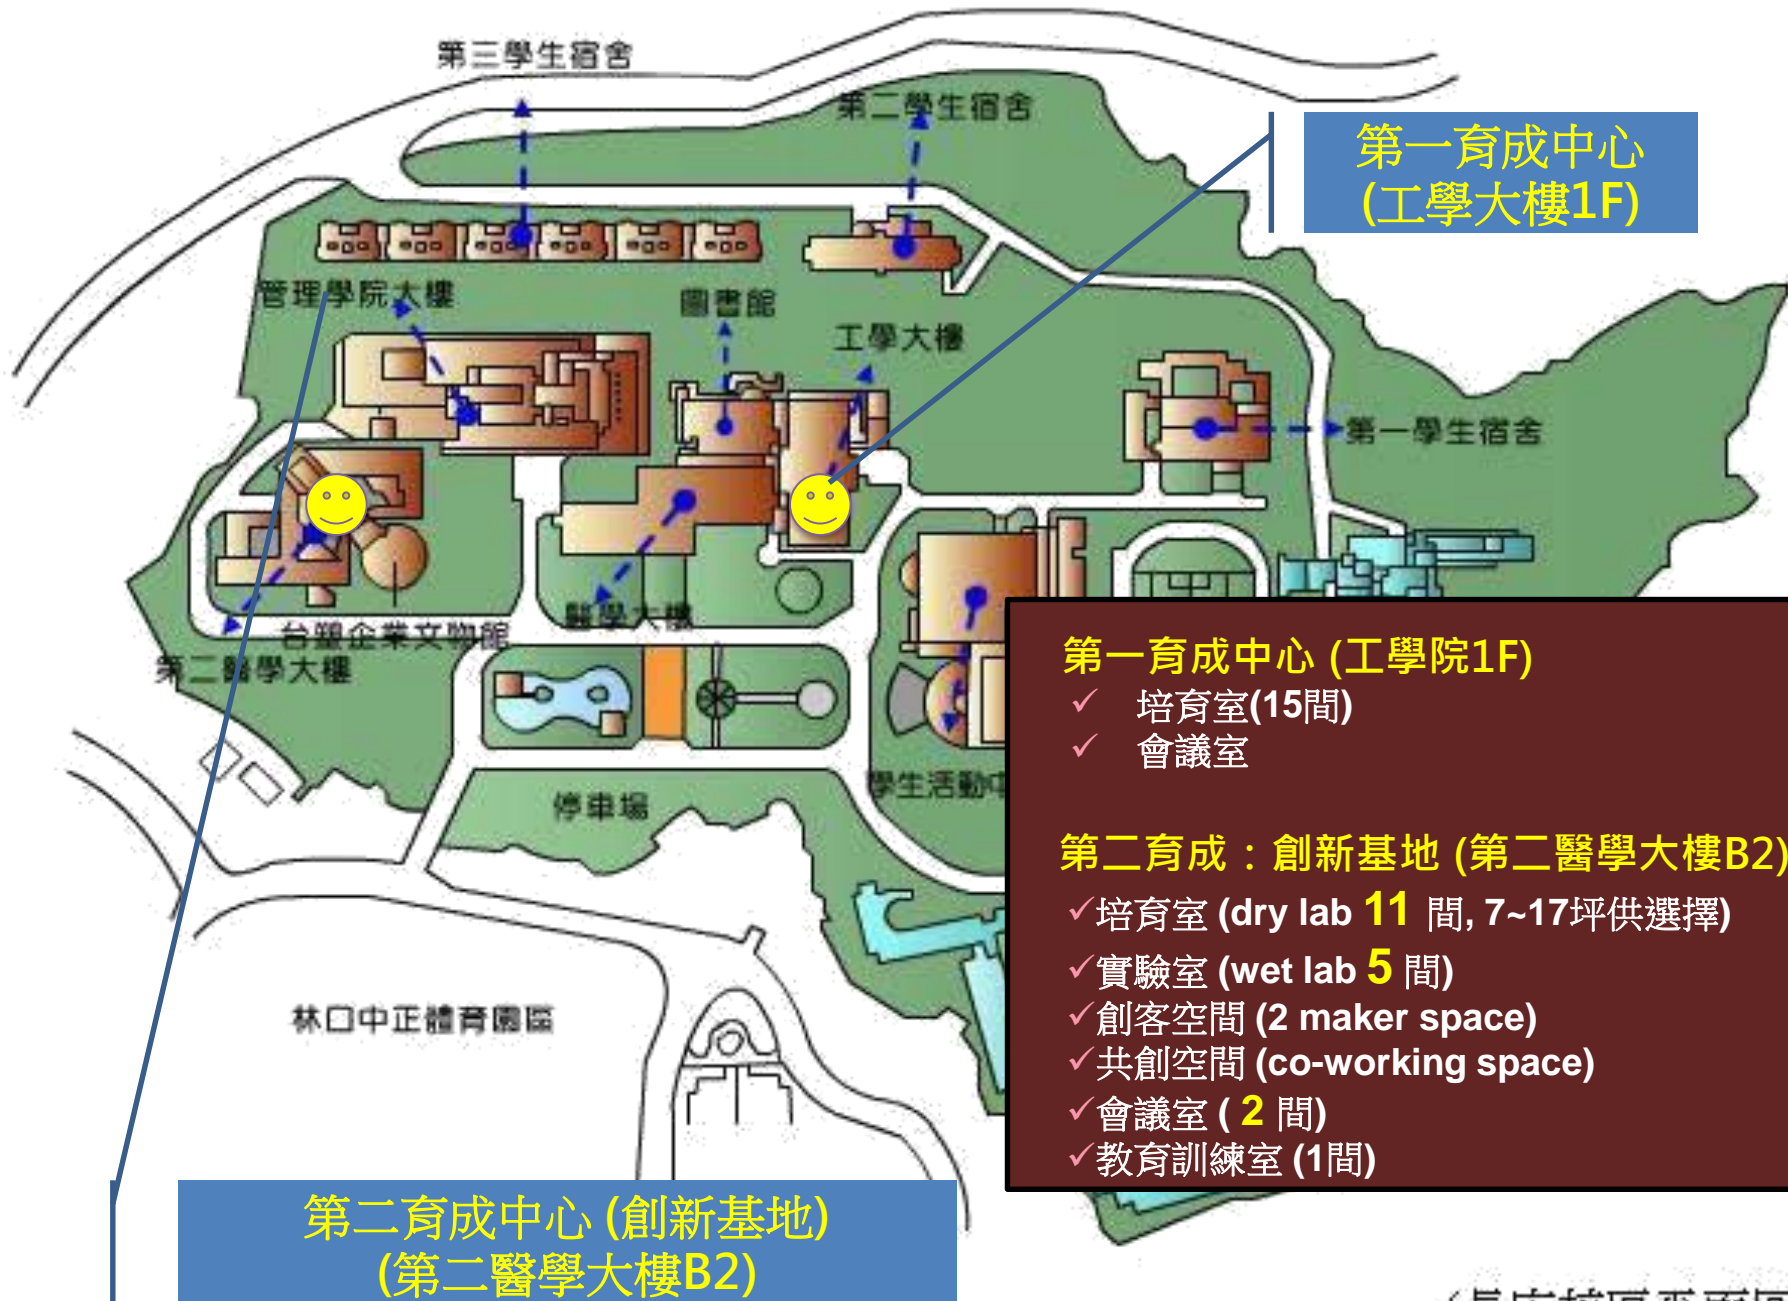 第三學生宿舍
第二學生宿舍
第一育成中心
(工學大樓1F)
管理學院大樓
圖書館
工學大樓
第一學生宿舍
醫學大樓
台塑企業文物館
第二醫學大樓
停車場
學生活動中
林口中正體育園區
第一育成中心 (工學院1F)
✓ 培育室(15間)
✓ 會議室
第二育成：創新基地 (第二醫學大樓B2)
✓培育室 (dry lab 11 間, 7~17坪供選擇)
✓實驗室 (wet lab 5 間)
✓創客空間 (2 maker space)
✓共創空間 (co-working space)
✓會議室 ( 2 間)
✓教育訓練室 (1間)
第二育成中心 (創新基地)
(第二醫學大樓B2)